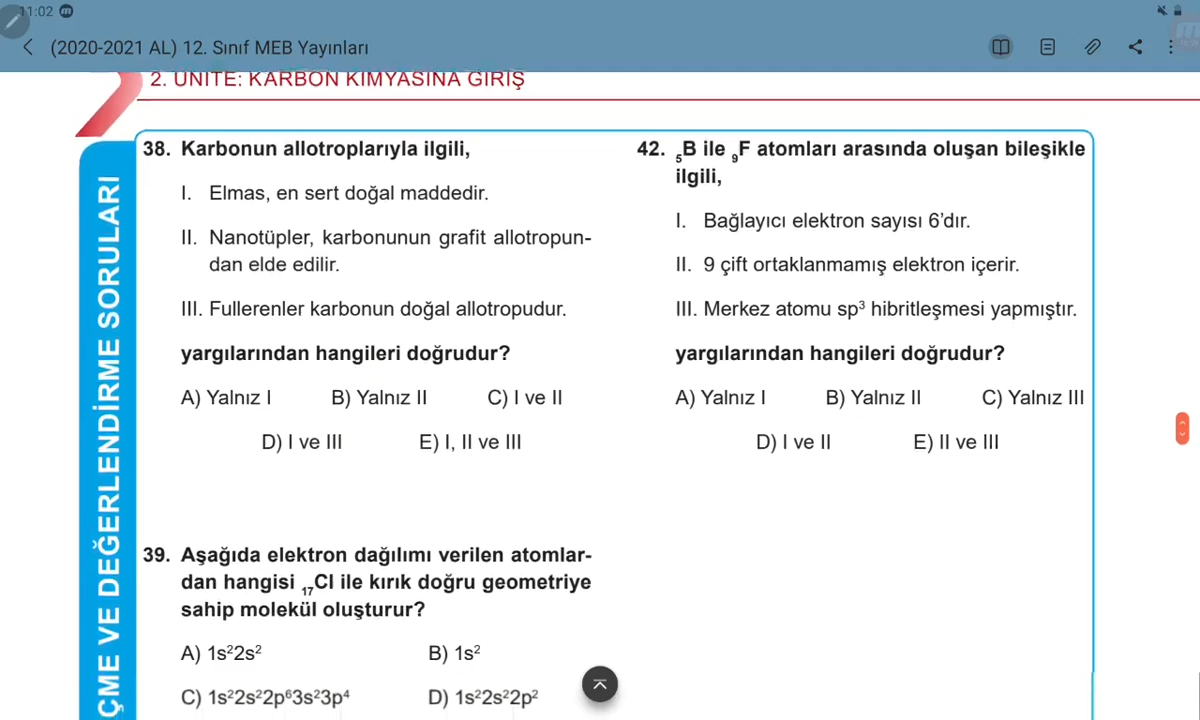 11:02
(2020-2021 AL) 12. Sınıf MEB Yayınları
2. ÜNİTE: KARBON KİMYASINA GİRİŞ
ÇME VE DEĞERLENDİRME SORULARI
38. Karbonun allotroplarıyla ilgili,
I. Elmas, en sert doğal maddedir.
II. Nanotüpler, karbonunun grafit allotropun-
dan elde edilir.
III. Fullerenler karbonun doğal allotropudur.
yargılarından hangileri doğrudur?
A) Yalnız I B) Yalnız II C) I ve II
D) I ve III E) I, II ve III
39. Aşağıda elektron dağılımı verilen atomlar-
dan hangisi ₁₇Cl ile kırık doğru geometriye
sahip molekül oluşturur?
A) 1s²2s² B) 1s²
C) 1s²2s²2p⁶3s²3p⁴ D) 1s²2s²2p²
42. ₅B ile ₉F atomları arasında oluşan bileşikle
ilgili,
I. Bağlayıcı elektron sayısı 6’dır.
II. 9 çift ortaklanmamış elektron içerir.
III. Merkez atomu sp³ hibritleşmesi yapmıştır.
yargılarından hangileri doğrudur?
A) Yalnız I B) Yalnız II C) Yalnız III
D) I ve II E) II ve III